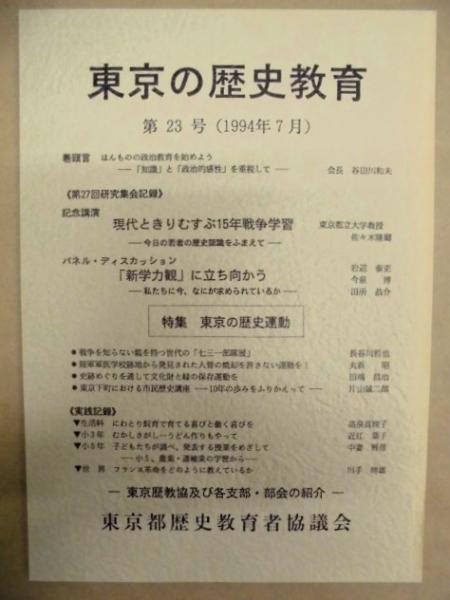 東京の歴史教育
第 23 号（1994年7月）
巻頭言 ほんものの政治教育を始めよう
――「知識」と「政治的感性」を重視して―― 会長 谷田川和夫
《第27回研究集会記録》
記念講演
現代ときりむすぶ15年戦争学習 東京都立大学教授
――今日の若者の歴史認識をふまえて―― 佐々木隆爾
パネル・ディスカッション
「新学力観」に立ち向かう 岩辺 泰吏
――私たちに今、なにが求められているか―― 今泉 博
田所 恭介
特集 東京の歴史運動
●戦争を知らない親を持つ世代の「七三一部隊展」 長谷川哲也
●陸軍軍医学校跡地から発見された人骨の焼却を許さない運動を！ 丸浜 昭
●史跡めぐりを通して文化財と緑の保存運動を 田嶋 昌治
●東京下町における市民歴史講座――10年の歩みをふりかえって―― 片山誠二郎
《実践記録》
▼生活科 にわとり飼育で育てる喜びと働く喜びを
▼小3年 むかしさがし―うどん作りもやって 近江 葉子
▼小5年 子どもたちが調べ、発表する授業をめざして 中妻 雅彦
――小5、農業・運輸業の学習から――
▼世 界 フランス革命をどのように教えているか 川手
― 東京歴教協及び各支部・部会の紹介 ―
東京都歴史教育者協議会